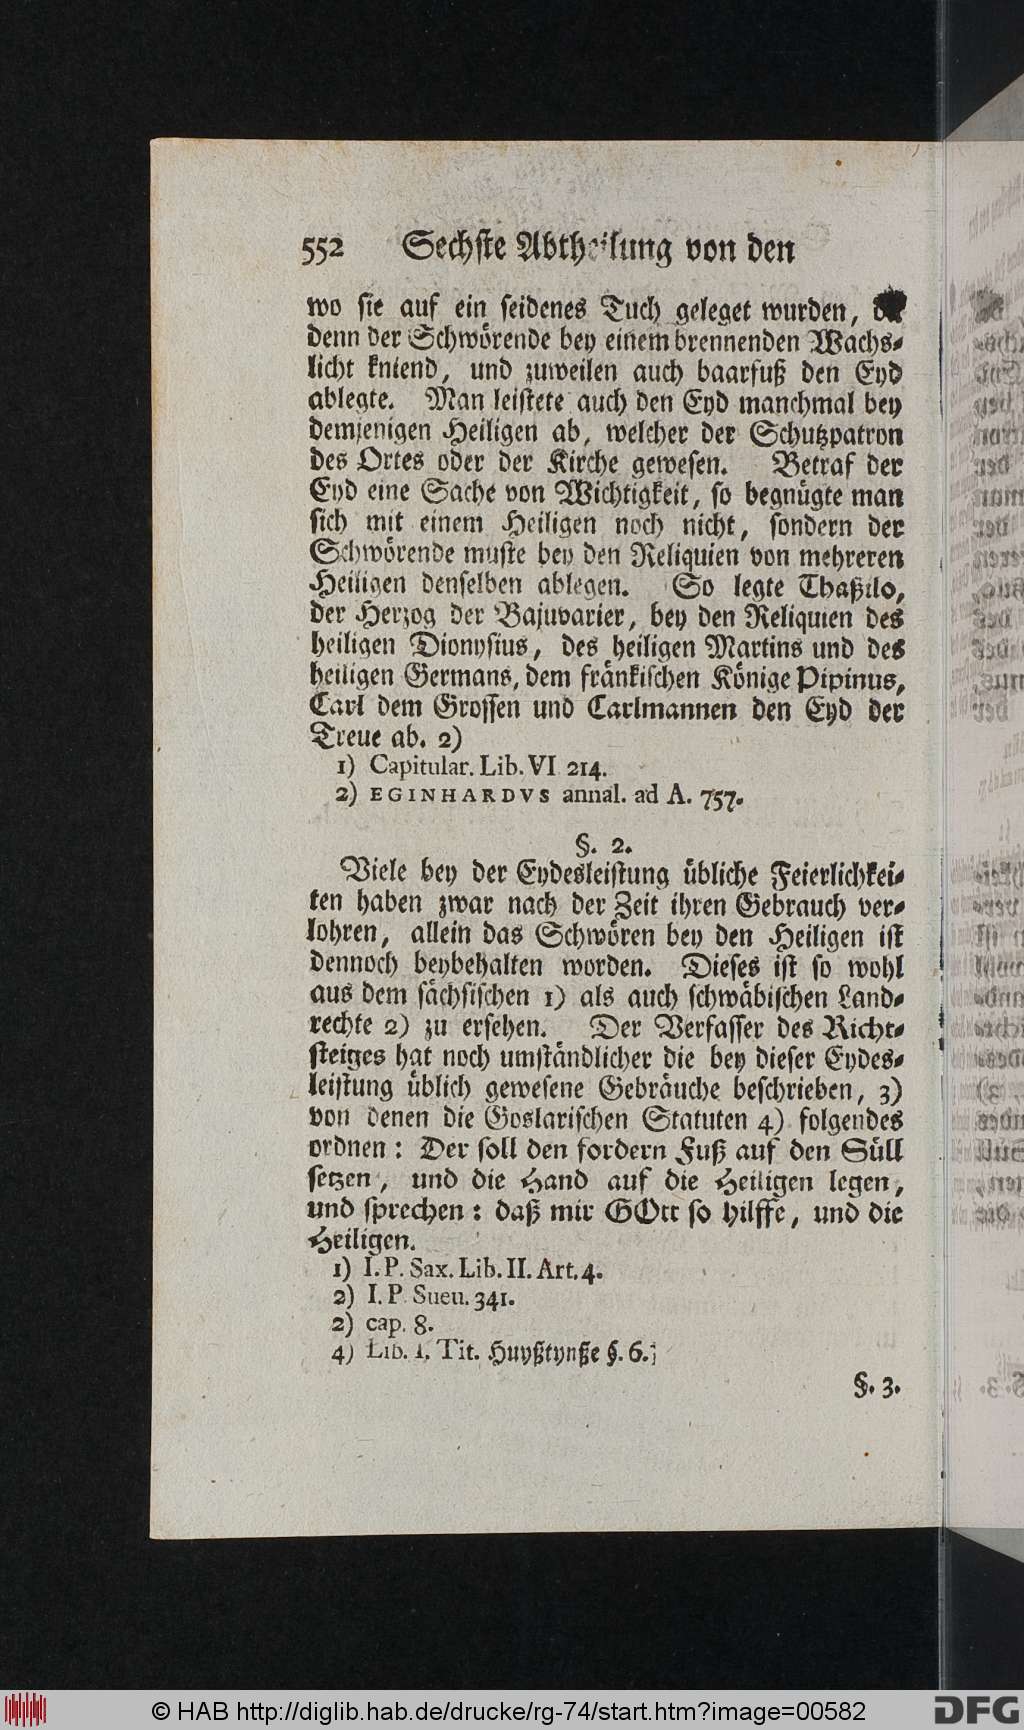 552 Sechste Abtheilung von den
wo sie auf ein seidenes Tuch geleget wurden,
denn der Schwörende bey einem brennenden Wachs-
licht kniend, und zuweilen auch baarfuß den Eyd
ablegte. Man leistete auch den Eyd manchmal bey
demjenigen Heiligen ab, welcher der Schutzpatron
des Ortes oder der Kirche gewesen. Betraf der
Eyd eine Sache von Wichtigkeit, so begnügte man
sich mit einem Heiligen noch nicht, sondern der
Schwörende muste bey den Reliquien von mehreren
Heiligen denselben ablegen. So legte Thaßilo,
der Herzog der Bajuvarier, bey den Reliquien des
heiligen Dionysius, des heiligen Martins und des
heiligen Germans, dem fränkischen Könige Pipinus,
Carl dem Grossen und Carlmannen den Eyd der
Treue ab. 2)
1) Capitular. Lib. VI 214.
2) EGINHARDVS annal. ad A. 757.
§. 2.
Viele bey der Eydesleistung übliche Feierlichkei-
ten haben zwar nach der Zeit ihren Gebrauch ver-
lohren, allein das Schwören bey den Heiligen ist
dennoch beybehalten worden. Dieses ist so wohl
aus dem sächsischen 1) als auch schwäbischen Land-
rechte 2) zu ersehen. Der Verfasser des Richt-
steiges hat noch umständlicher die bey dieser Eydes-
leistung üblich gewesene Gebräuche beschrieben, 3)
von denen die Goslarischen Statuten 4) folgendes
ordnen: Der soll den fordern Fuß auf den Süll
setzen, und die Hand auf die Heiligen legen,
und sprechen: daß mir GOtt so hilffe, und die
Heiligen.
1) I. P. Sax. Lib. II. Art. 4.
2) I. P. Sueu. 341.
2) cap. 8.
4) Lib. I. Tit. Huyßtynße §. 6.
§. 3.
© HAB http://diglib.hab.de/drucke/rg-74/start.htm?image=00582
DFG